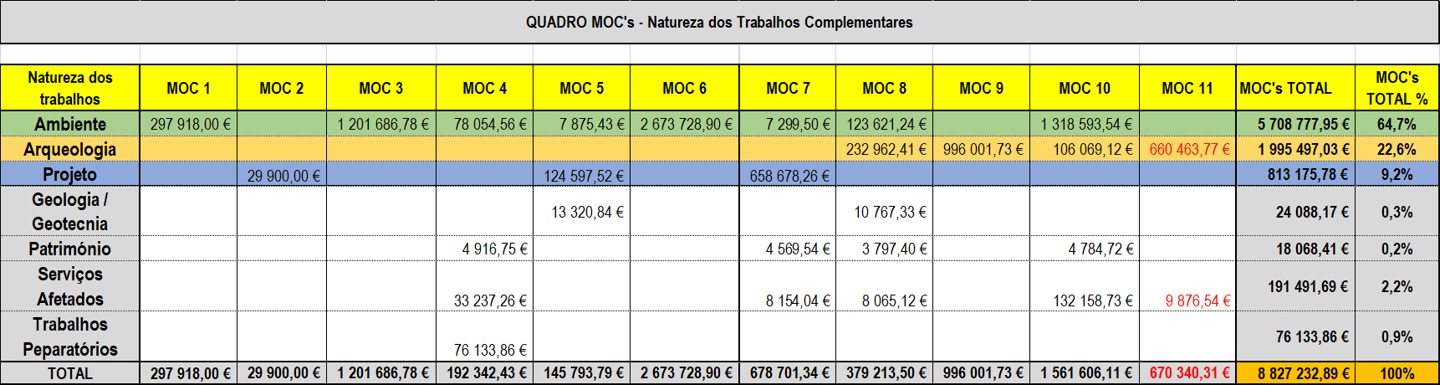 QUADRO MOC's - Natureza dos Trabalhos Complementares
Natureza dos trabalhos MOC 1 MOC 2 MOC 3 MOC 4 MOC 5 MOC 6 MOC 7 MOC 8 MOC 9 MOC 10 MOC 11 MOC's TOTAL MOC's TOTAL %
Ambiente 297 918,00 € 1 201 686,78 € 78 054,56 € 7 875,43 € 2 673 728,90 € 7 299,50 € 123 621,24 € 1 318 593,54 € 5 708 777,95 € 64,7%
Arqueologia 232 962,41 € 996 001,73 € 106 069,12 € 660 463,77 € 1 995 497,03 € 22,6%
Projeto 29 900,00 € 124 597,52 € 658 678,26 € 813 175,78 € 9,2%
Geologia / Geotecnia 13 320,84 € 10 767,33 € 24 088,17 € 0,3%
Património 4 916,75 € 4 569,54 € 3 797,40 € 4 784,72 € 18 068,41 € 0,2%
Serviços Afetados 33 237,26 € 8 154,04 € 8 065,12 € 132 158,73 € 9 876,54 € 191 491,69 € 2,2%
Trabalhos Peparatórios 76 133,86 € 76 133,86 € 0,9%
TOTAL 297 918,00 € 29 900,00 € 1 201 686,78 € 192 342,43 € 145 793,79 € 2 673 728,90 € 678 701,34 € 379 213,50 € 996 001,73 € 1 561 606,11 € 670 340,31 € 8 827 232,89 € 100%